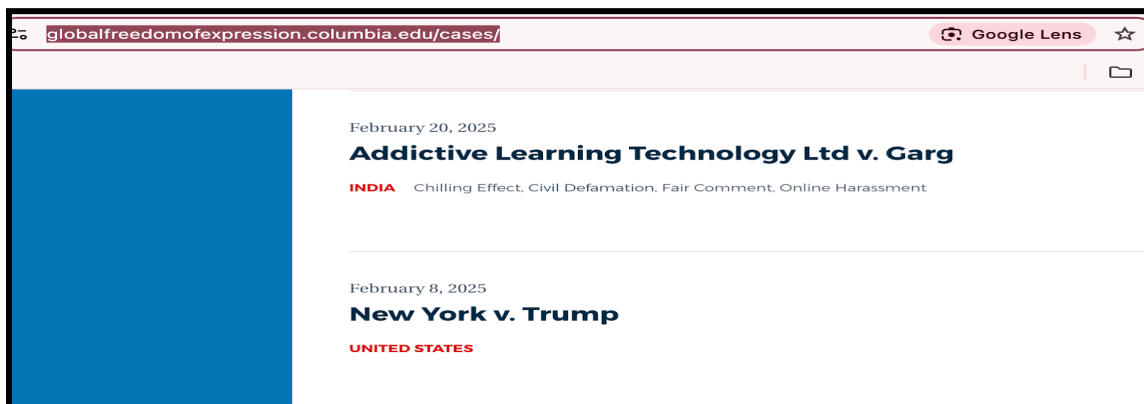 globalfreedomofexpression.columbia.edu/cases/
Google Lens
February 20, 2025
Addictive Learning Technology Ltd v. Garg
INDIA Chilling Effect, Civil Defamation, Fair Comment, Online Harassment
February 8, 2025
New York v. Trump
UNITED STATES